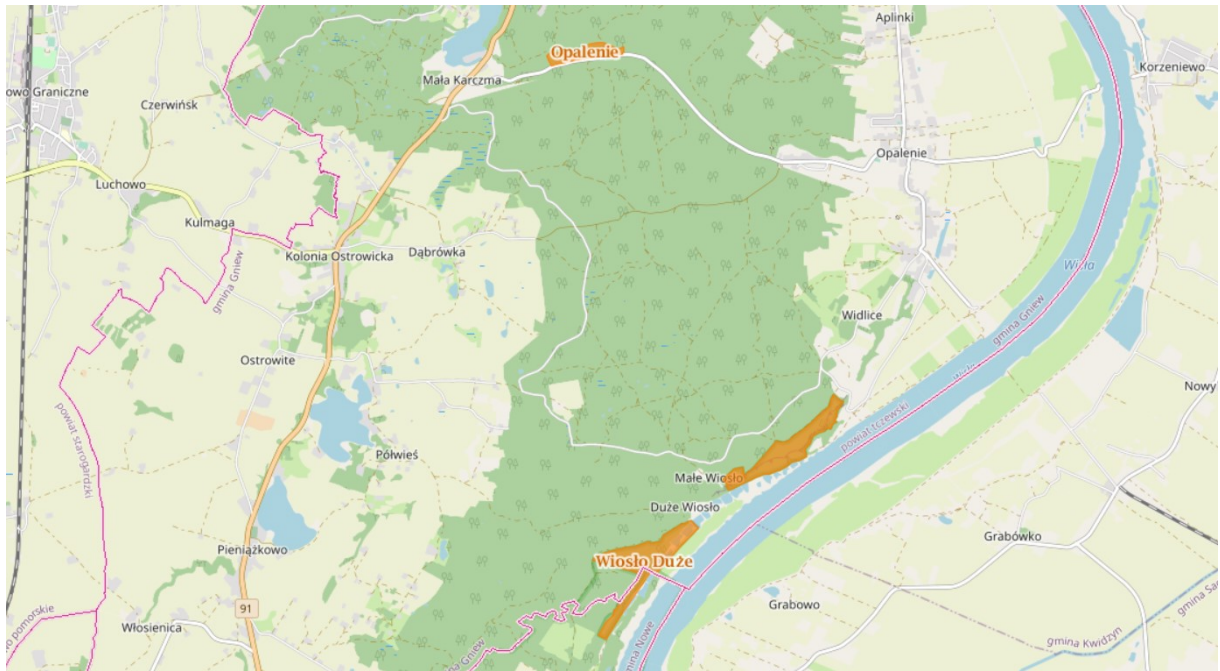 Aplinki
Opalenie
Korzeniewo
Mała Karczma
owo Graniczne
Czerwińsk
Opalenie
Luchowo
Kulmaga
Dąbrówka
Kolonia Ostrowicka
Wisła
gmina Gniew
Widlice
gmina Gniew
Ostrowite
Nowy
powiat starogardzki
powiat tczewski
Półwieś
Małe Wiosło
Duże Wiosło
Grabówko
Pieniążkowo
Wiosło Duże
91
Grabowo
Włosienica
gmina Kwidzyn
gmina Sa
wo pomorskie
a Gniew
mina Nowe